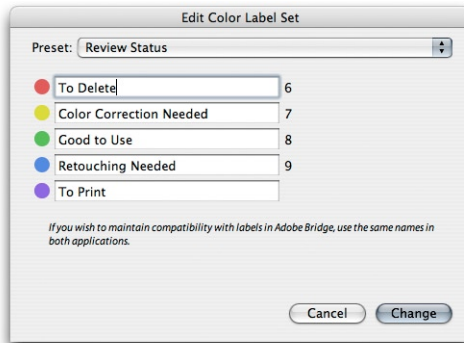 Edit Color Label Set
Preset: Review Status
To Delete 6
Color Correction Needed 7
Good to Use 8
Retouching Needed 9
To Print
If you wish to maintain compatibility with labels in Adobe Bridge, use the same names in
both applications.
Cancel Change